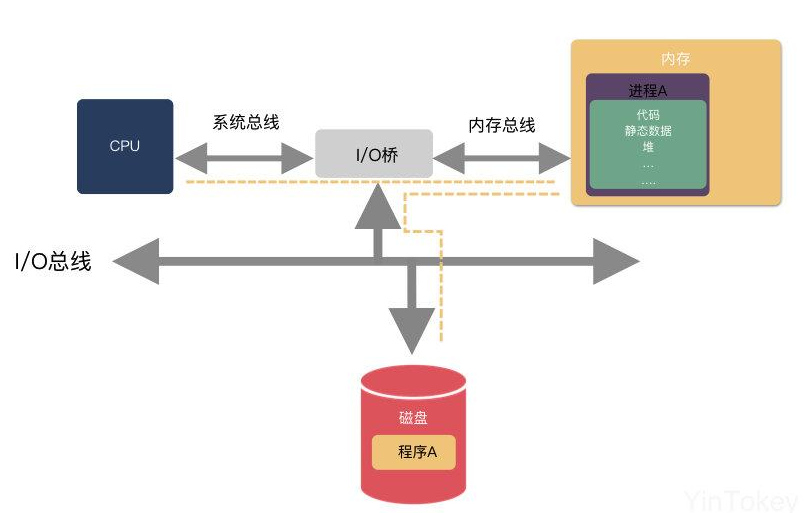 内存
进程A
代码
静态数据
堆
...
....
系统总线
内存总线
CPU
I/O桥
I/O总线
磁盘
程序A
YinTokey